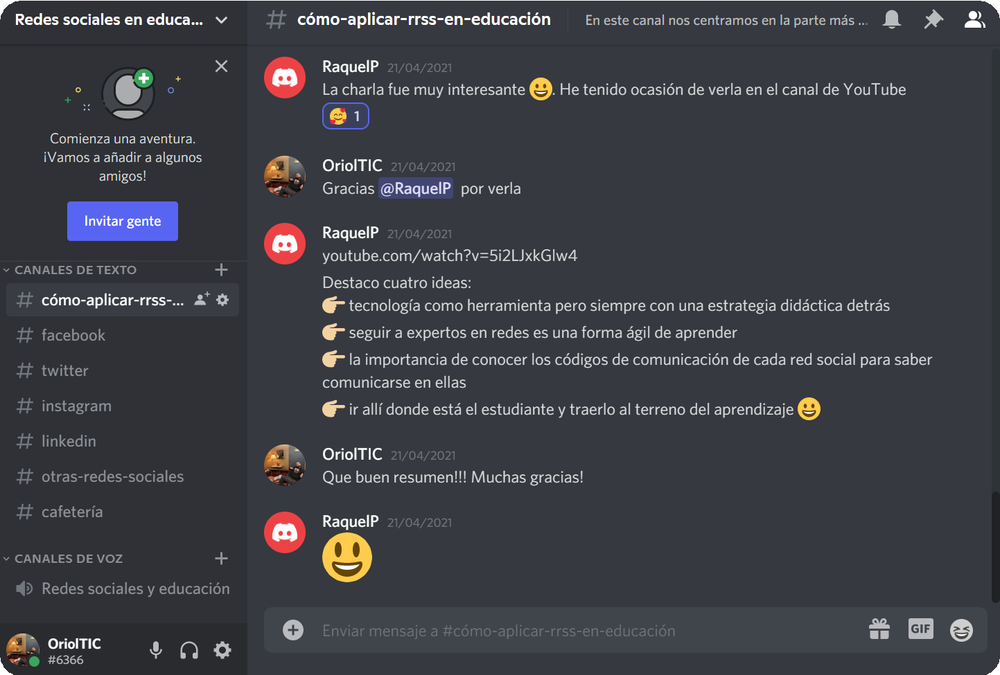 Redes sociales en educa...
Comienza una aventura.
¡Vamos a añadir a algunos
amigos!
Invitar gente
CANALES DE TEXTO
cómo-aplicar-rrss-...
facebook
twitter
instagram
linkedin
otras-redes-sociales
cafetería
CANALES DE VOZ
Redes sociales y educación
OriolTIC
#6366
# cómo-aplicar-rrss-en-educación
En este canal nos centramos en la parte más ...
RaquelP 21/04/2021
La charla fue muy interesante 😃. He tenido ocasión de verla en el canal de YouTube
🥰 1
OriolTIC 21/04/2021
Gracias @RaquelP por verla
RaquelP 21/04/2021
youtube.com/watch?v=5i2LJxkGlw4
Destaco cuatro ideas:
👉 tecnología como herramienta pero siempre con una estrategia didáctica detrás
👉 seguir a expertos en redes es una forma ágil de aprender
👉 la importancia de conocer los códigos de comunicación de cada red social para saber
comunicarse en ellas
👉 ir allí donde está el estudiante y traerlo al terreno del aprendizaje 😃
OriolTIC 21/04/2021
Que buen resumen!!! Muchas gracias!
RaquelP 21/04/2021
😃
Enviar mensaje a #cómo-aplicar-rrss-en-educación
GIF